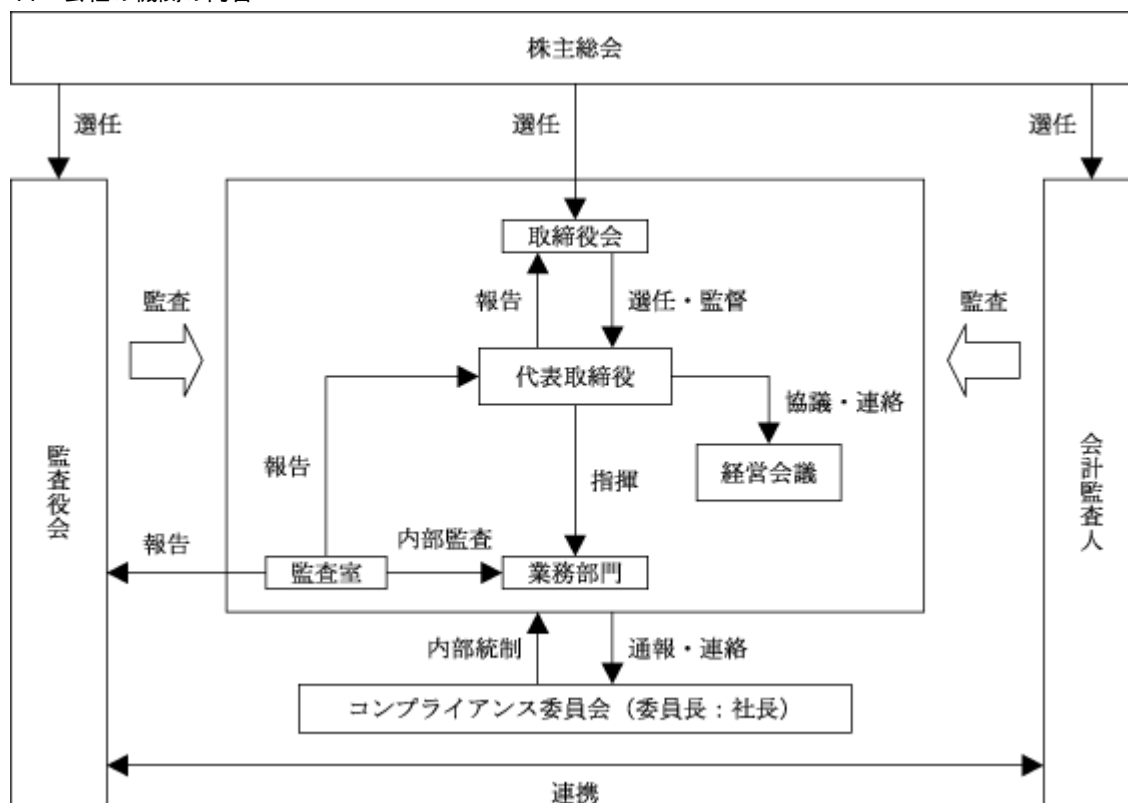 株主総会
選任
選任
選任
取締役会
監査
報告
選任・監督
監査
代表取締役
協議・連絡
監査役会
報告
指揮
経営会議
会計監査人
報告
内部監査
監査室
業務部門
内部統制
通報・連絡
コンプライアンス委員会（委員長：社長）
連携